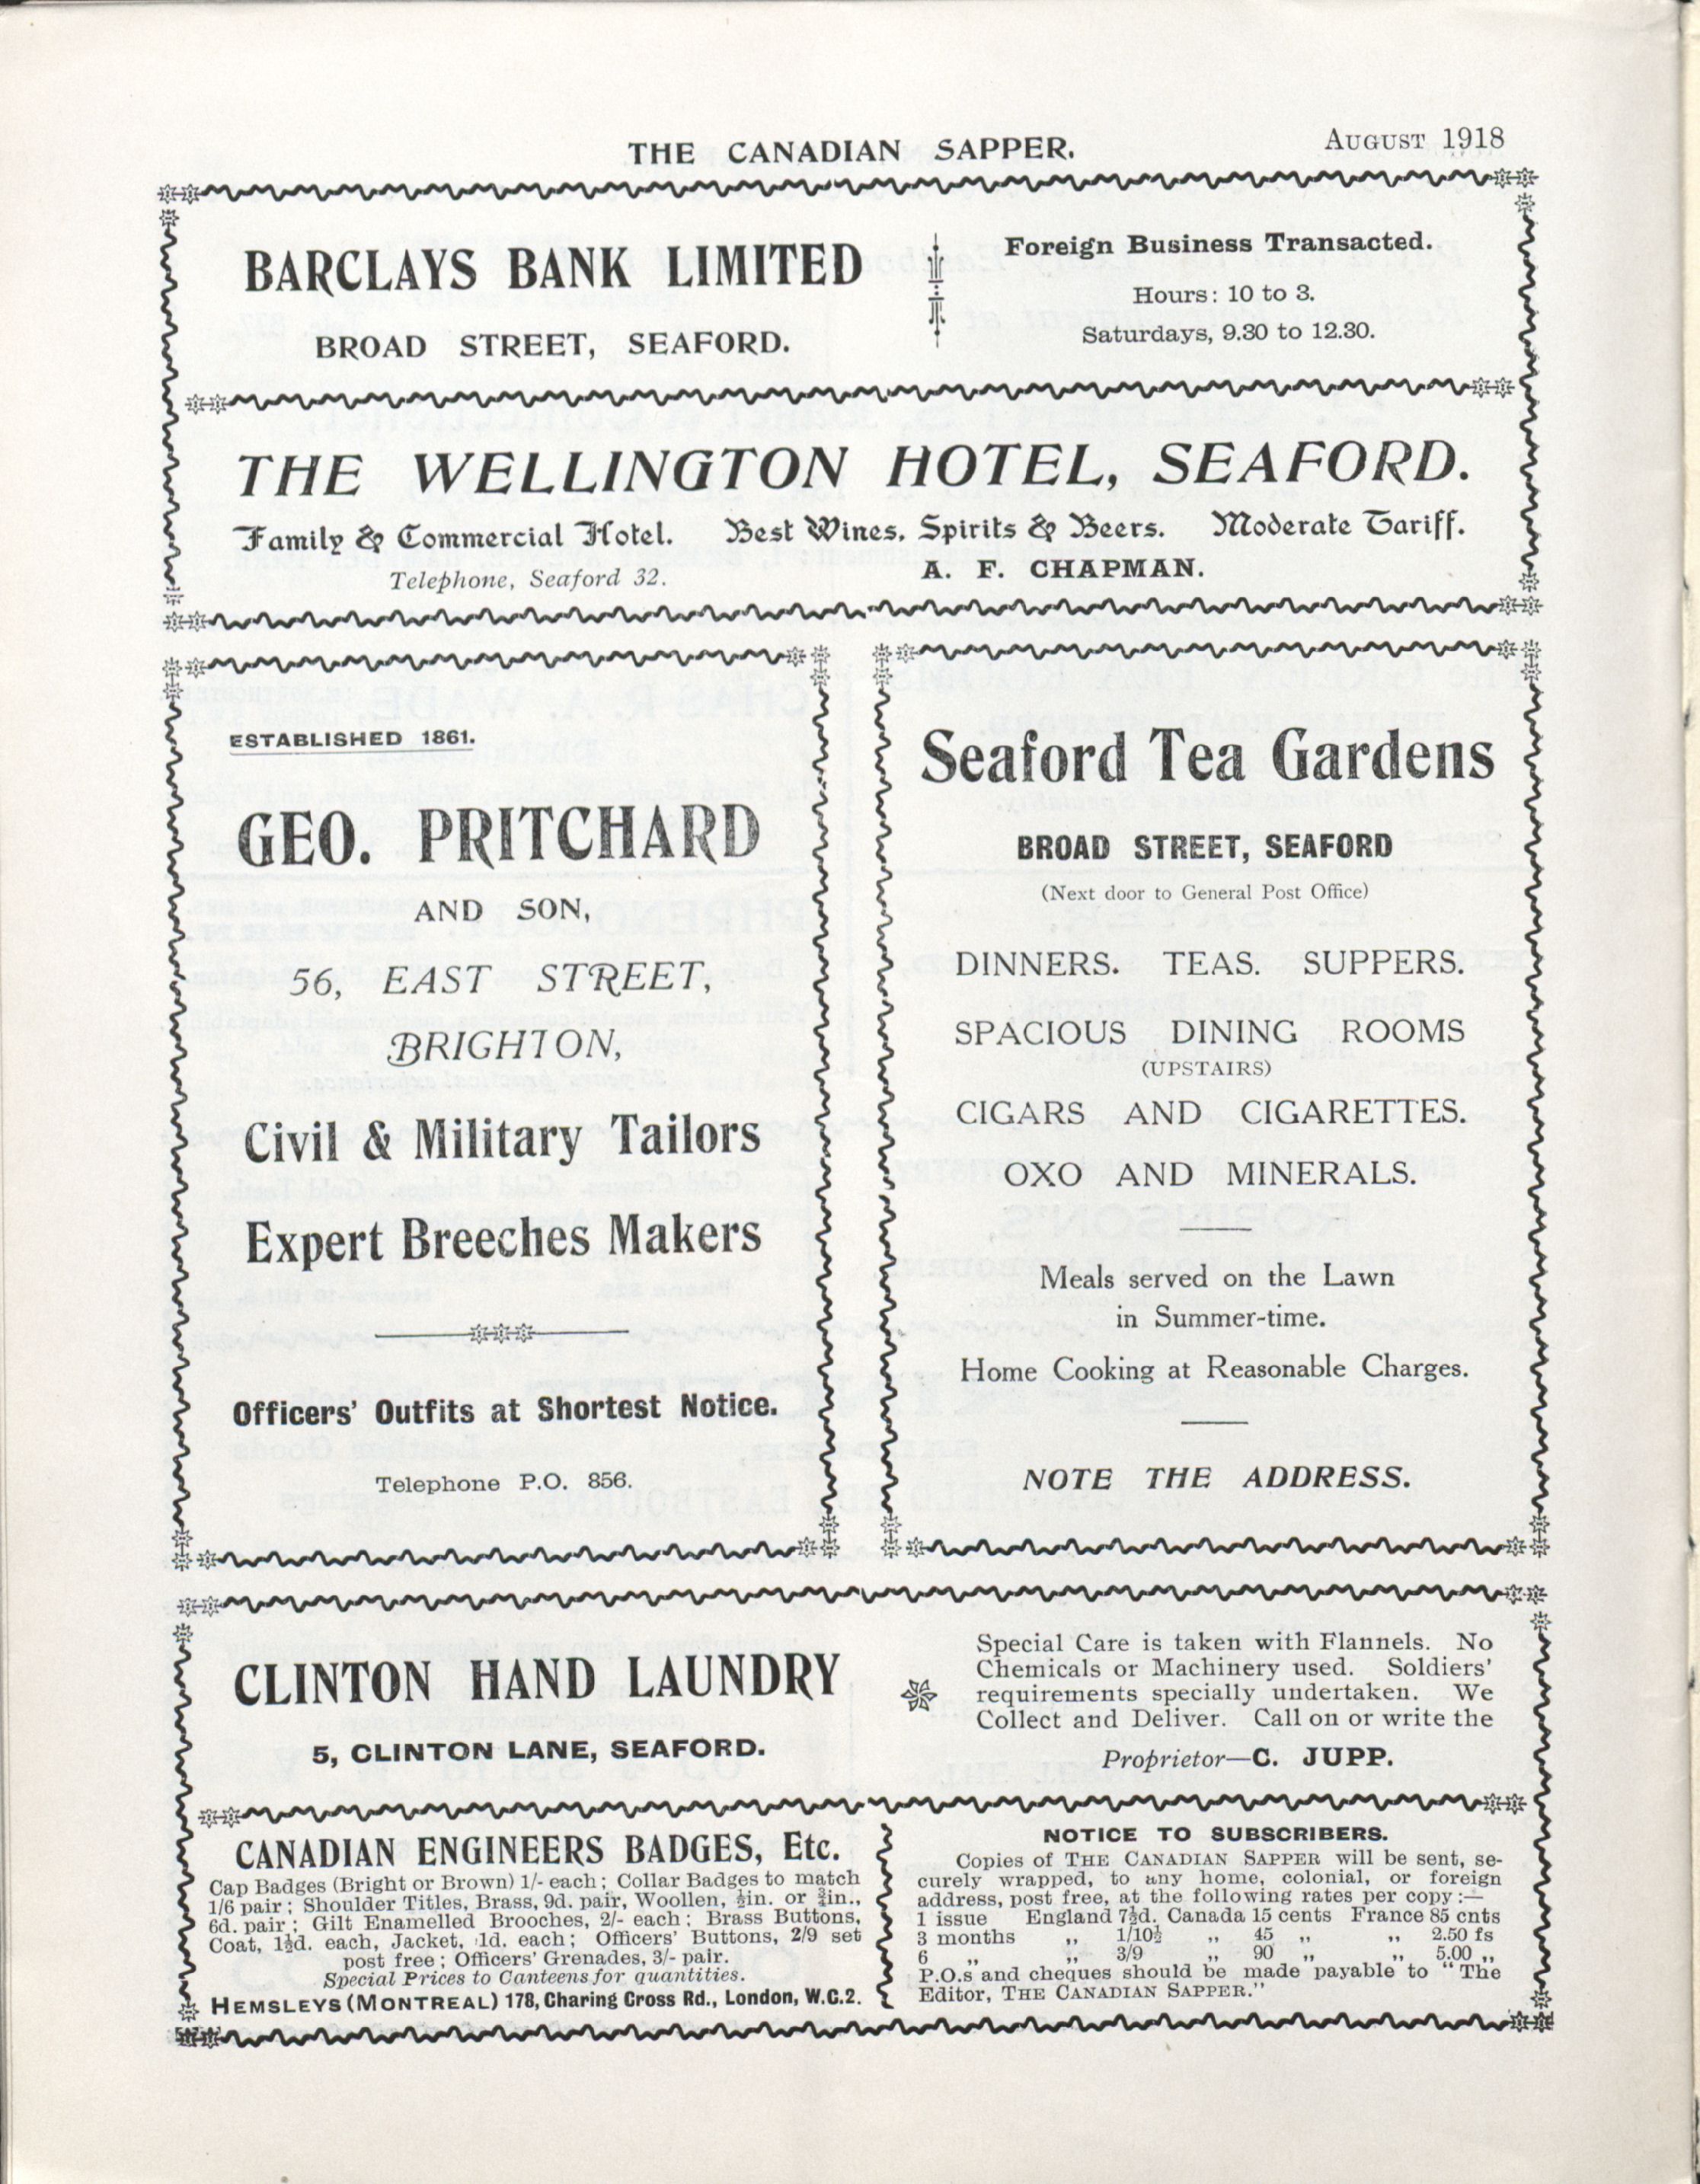 THE CANADIAN SAPPER.
AUGUST 1918
BARCLAYS BANK LIMITED
BROAD STREET, SEAFORD.
Foreign Business Transacted.
Hours: 10 to 3.
Saturdays, 9.30 to 12.30.
THE WELLINGTON HOTEL, SEAFORD.
Family & Commercial Hotel. Best Wines, Spirits & Beers. Moderate Tariff.
Telephone, Seaford 32.
A. F. CHAPMAN.
ESTABLISHED 1861.
GEO. PRITCHARD
AND SON,
56, EAST STREET,
BRIGHTON,
Civil & Military Tailors
Expert Breeches Makers
Officers' Outfits at Shortest Notice.
Telephone P.O. 856.
Seaford Tea Gardens
BROAD STREET, SEAFORD
(Next door to General Post Office)
DINNERS. TEAS. SUPPERS.
SPACIOUS DINING ROOMS
(UPSTAIRS)
CIGARS AND CIGARETTES.
OXO AND MINERALS.
Meals served on the Lawn
in Summer-time.
Home Cooking at Reasonable Charges.
NOTE THE ADDRESS.
CLINTON HAND LAUNDRY
5, CLINTON LANE, SEAFORD.
Special Care is taken with Flannels. No
Chemicals or Machinery used. Soldiers'
requirements specially undertaken. We
Collect and Deliver. Call on or write the
Proprietor—C. JUPP.
CANADIAN ENGINEERS BADGES, Etc.
Cap Badges (Bright or Brown) 1/- each; Collar Badges to match
1/6 pair; Shoulder Titles, Brass, 9d. pair, Woollen, ½in. or ¾in.,
6d. pair; Gilt Enamelled Brooches, 2/- each; Brass Buttons,
Coat, 1½d. each, Jacket, 1d. each; Officers' Buttons, 2/9 set
post free; Officers' Grenades, 3/- pair.
Special Prices to Canteens for quantities.
HEMSLEYS (MONTREAL) 178, Charing Cross Rd., London, W.C.2.
NOTICE TO SUBSCRIBERS.
Copies of THE CANADIAN SAPPER will be sent, se-
curely wrapped, to any home, colonial, or foreign
address, post free, at the following rates per copy:—
1 issue England 7½d. Canada 15 cents France 85 cnts
3 months ,, 1/10½ ,, 45 ,, ,, 2.50 fs
6 ,, ,, 3/9 ,, 90 ,, ,, 5.00 ,,
P.O.s and cheques should be made payable to "The
Editor, THE CANADIAN SAPPER."